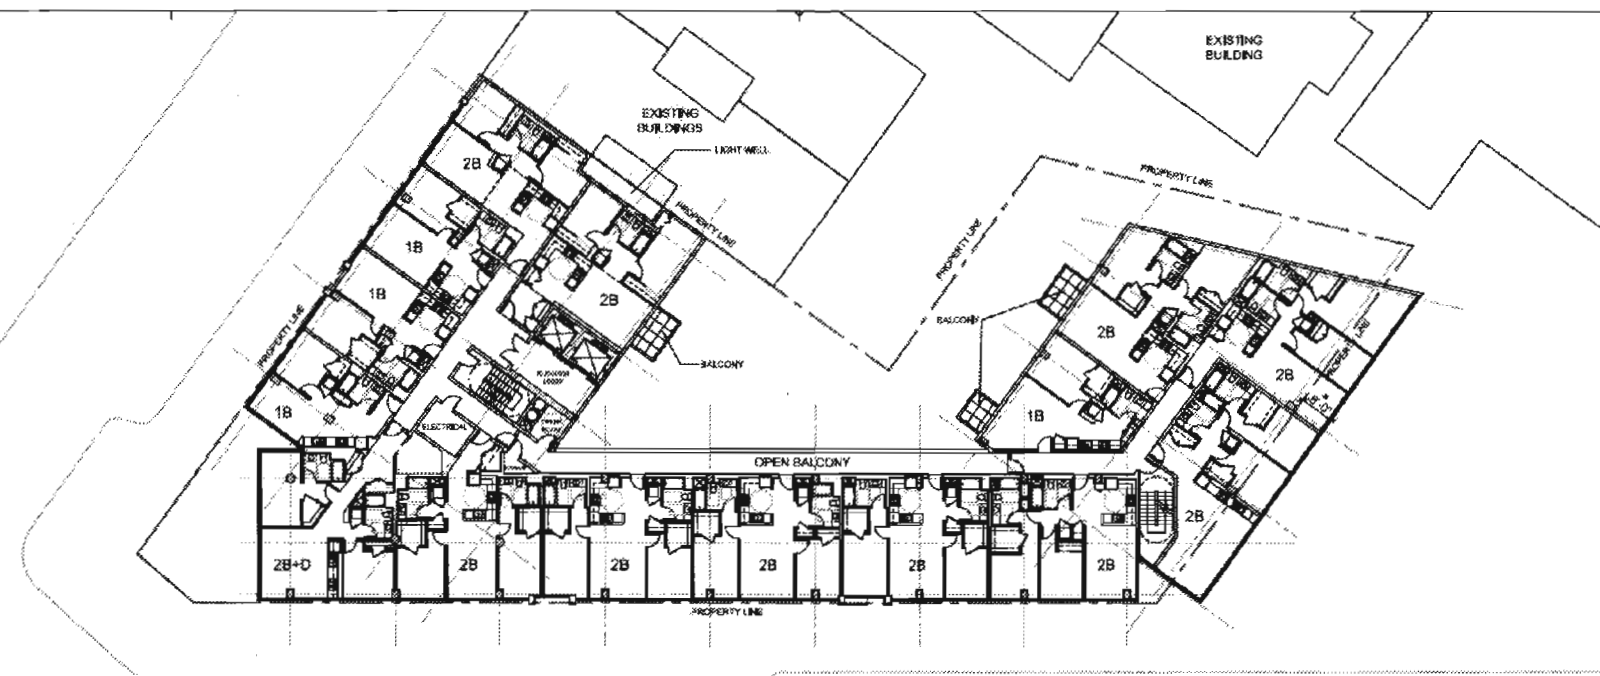 EXISTING
BUILDING
EXISTING
BUILDINGS
LIGHT WELL
PROPERTY LINE
PROPERTY LINE
PROPERTY LINE
2B
1B
2B
1B
PROPERTY LINE
BALCONY
2B
BALCONY
2B
1B
1B
ELECTRICAL
OPEN BALCONY
2B
2B+D
2B
2B
2B
2B
2B
PROPERTY LINE